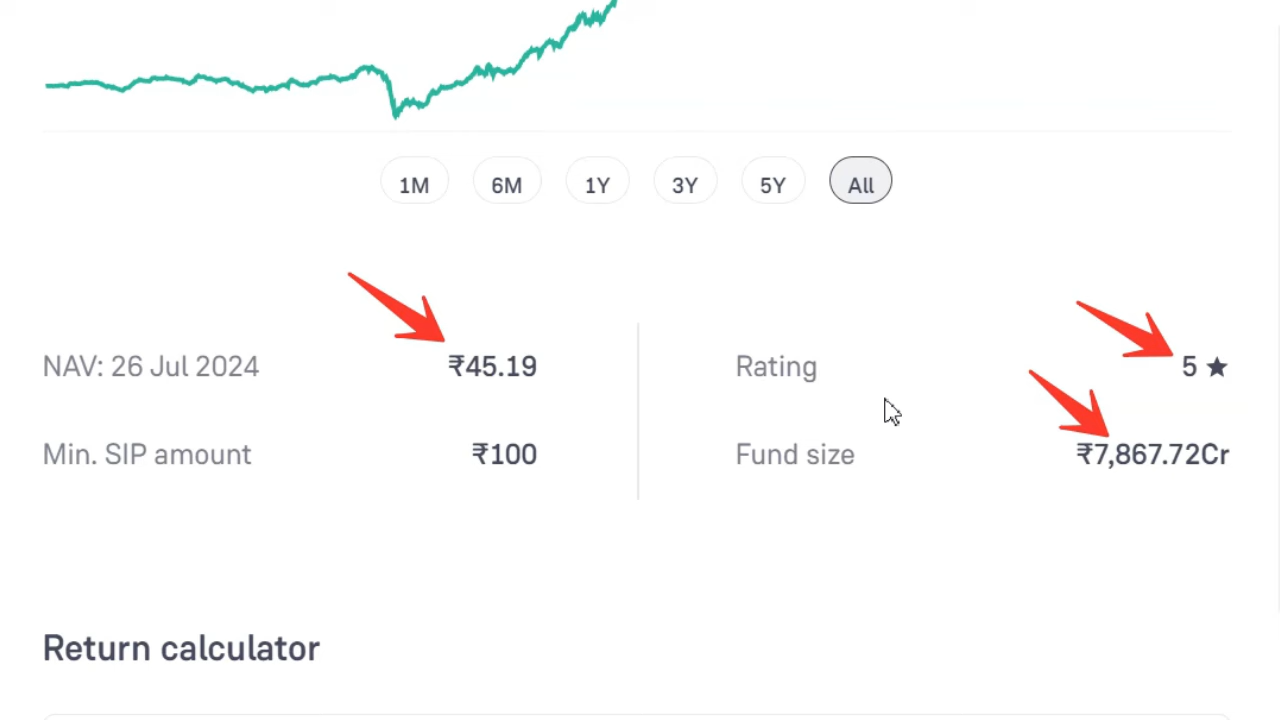 1M 6M 1Y 3Y 5Y All
NAV: 26 Jul 2024 ₹45.19
Rating 5 ★
Min. SIP amount ₹100
Fund size ₹7,867.72Cr
Return calculator